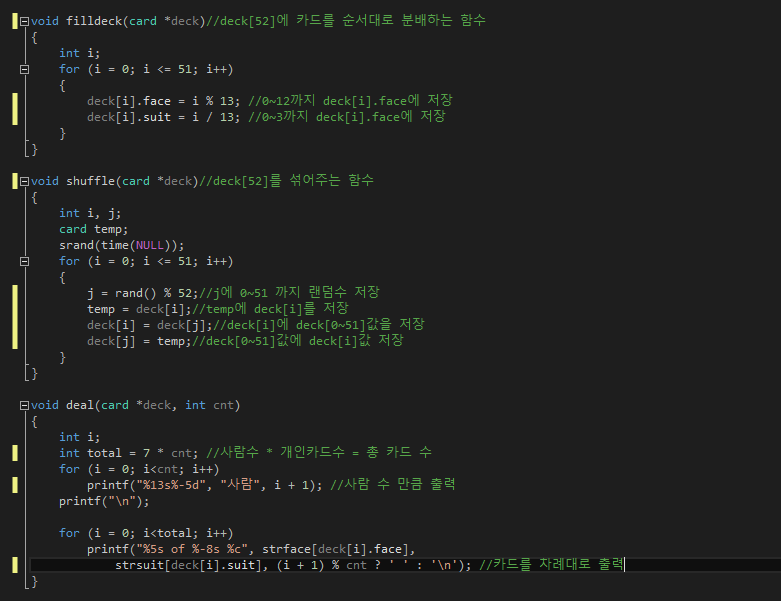 void filldeck(card *deck)//deck[52]에 카드를 순서대로 분배하는 함수
{
    int i;
    for (i = 0; i <= 51; i++)
    {
        deck[i].face = i % 13; //0~12까지 deck[i].face에 저장
        deck[i].suit = i / 13; //0~3까지 deck[i].face에 저장
    }
}
void shuffle(card *deck)//deck[52]를 섞어주는 함수
{
    int i, j;
    card temp;
    srand(time(NULL));
    for (i = 0; i <= 51; i++)
    {
        j = rand() % 52;//j에 0~51 까지 랜덤수 저장
        temp = deck[i];//temp에 deck[i]를 저장
        deck[i] = deck[j];//deck[i]에 deck[0~51]값을 저장
        deck[j] = temp;//deck[0~51]값에 deck[i]값 저장
    }
}
void deal(card *deck, int cnt)
{
    int i;
    int total = 7 * cnt; //사람수 * 개인카드수 = 총 카드 수
    for (i = 0; i<cnt; i++)
        printf("%13s%-5d", "사람", i + 1); //사람 수 만큼 출력
    printf("\n");
    for (i = 0; i<total; i++)
        printf("%5s of %-8s %c", strface[deck[i].face],
            strsuit[deck[i].suit], (i + 1) % cnt ? ' ' : '\n'); //카드를 차례대로 출력
}